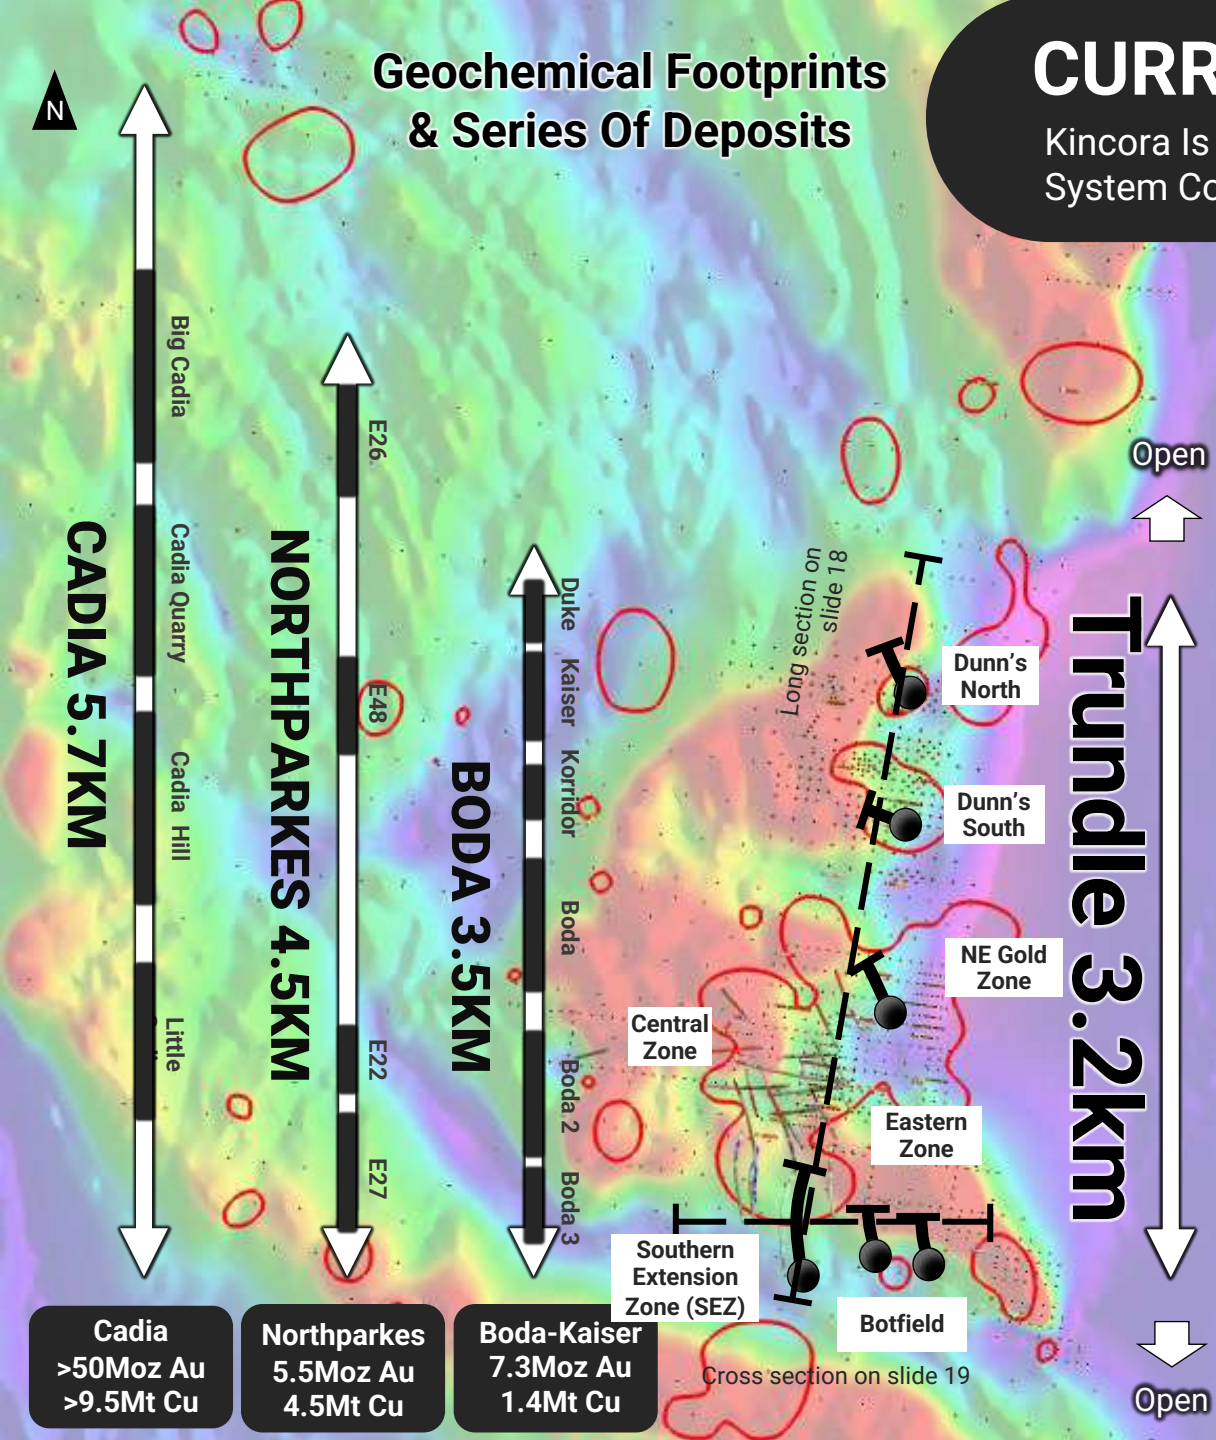 Geochemical Footprints
& Series Of Deposits
CURR
Kincora Is
System Co
N
CADIA 5.7KM
Big Cadia
Cadia Quarry
Cadia Hill
Little
NORTHPARKES 4.5KM
E26
E48
E22
E27
BODA 3.5KM
Duke
Kaiser
Korridor
Boda
Boda 2
Boda 3
Long section on
slide 18
Dunn's
North
Dunn's
South
NE Gold
Zone
Central
Zone
Eastern
Zone
Southern
Extension
Zone (SEZ)
Botfield
Cross section on slide 19
Open
Trundle 3.2km
Open
Cadia
>50Moz Au
>9.5Mt Cu
Northparkes
5.5Moz Au
4.5Mt Cu
Boda-Kaiser
7.3Moz Au
1.4Mt Cu